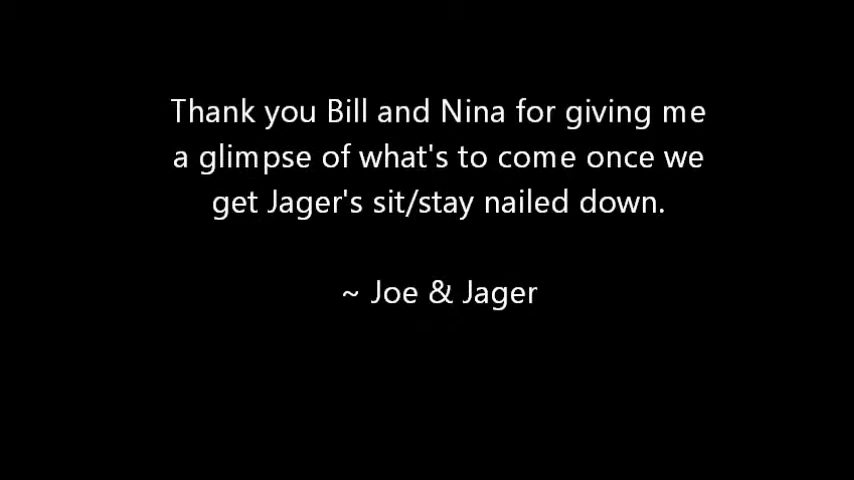 Thank you Bill and Nina for giving me
a glimpse of what's to come once we
get Jager's sit/stay nailed down.
~ Joe & Jager